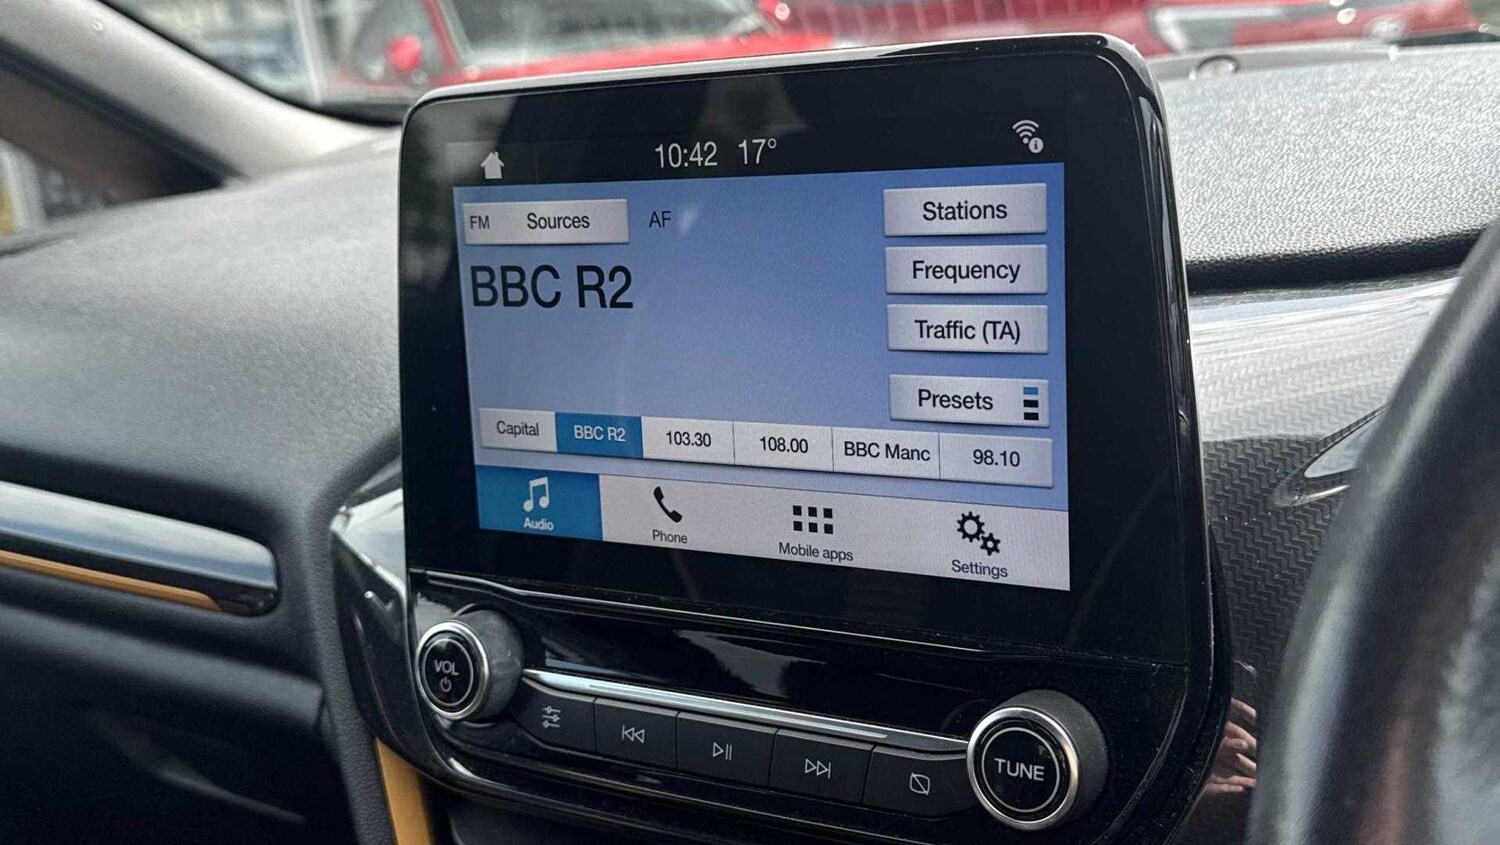 10:42 17°
FM Sources AF
BBC R2
Stations
Frequency
Traffic (TA)
Presets
Capital BBC R2 103.30 108.00 BBC Manc 98.10
Audio Phone Mobile apps Settings
VOL
TUNE